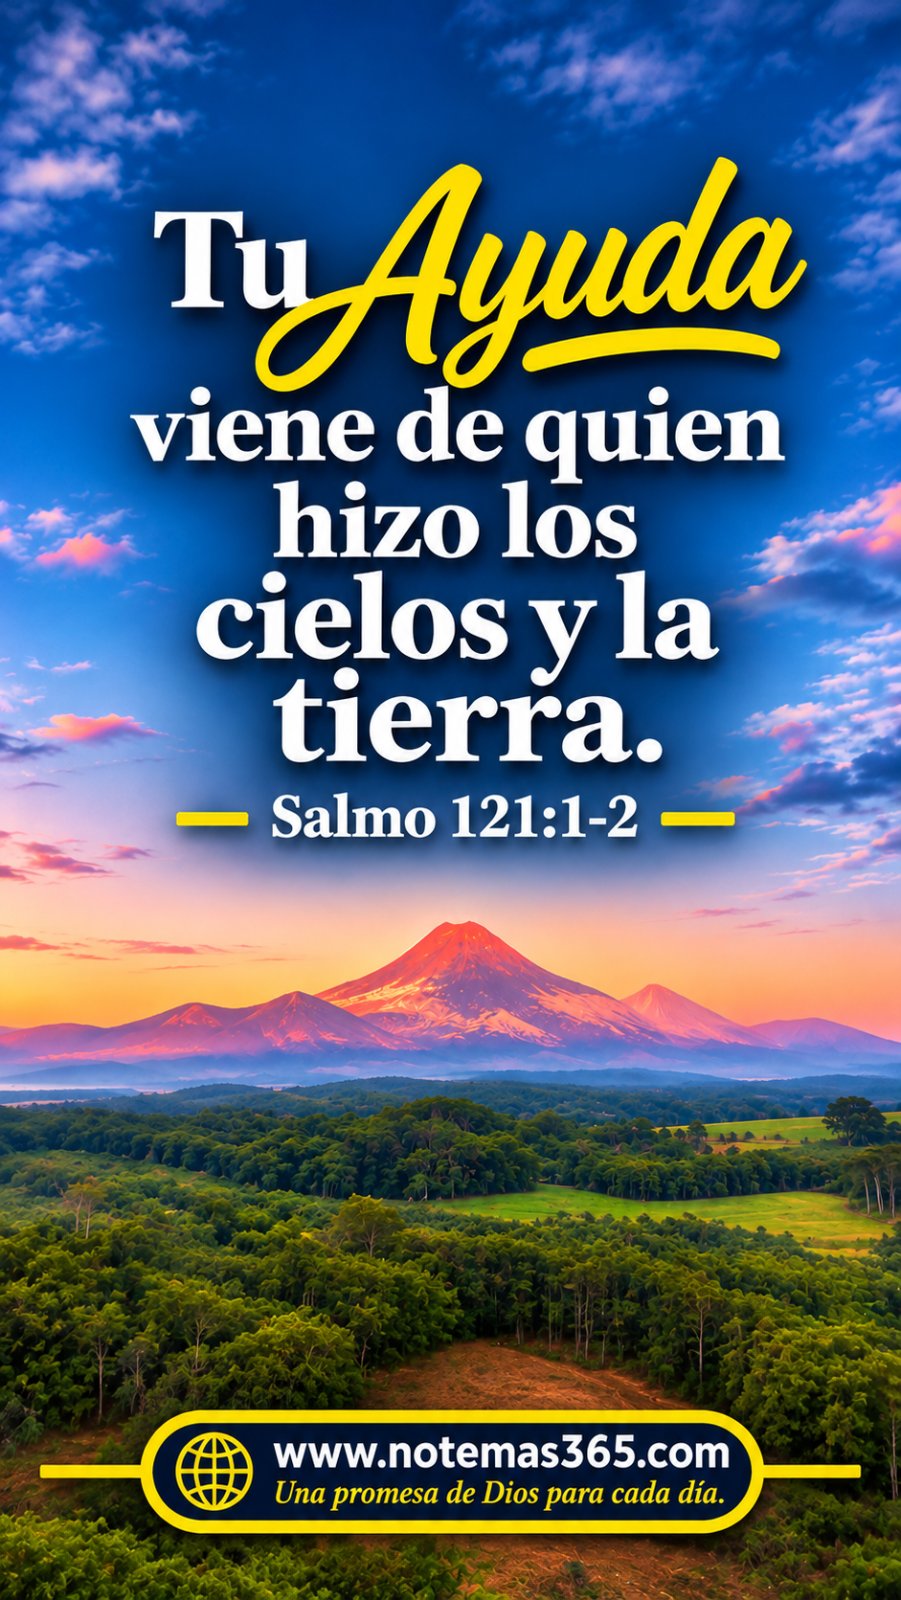 Tu Ayuda
viene de quien
hizo los
cielos y la
tierra.
Salmo 121:1-2
www.notemas365.com
Una promesa de Dios para cada día.